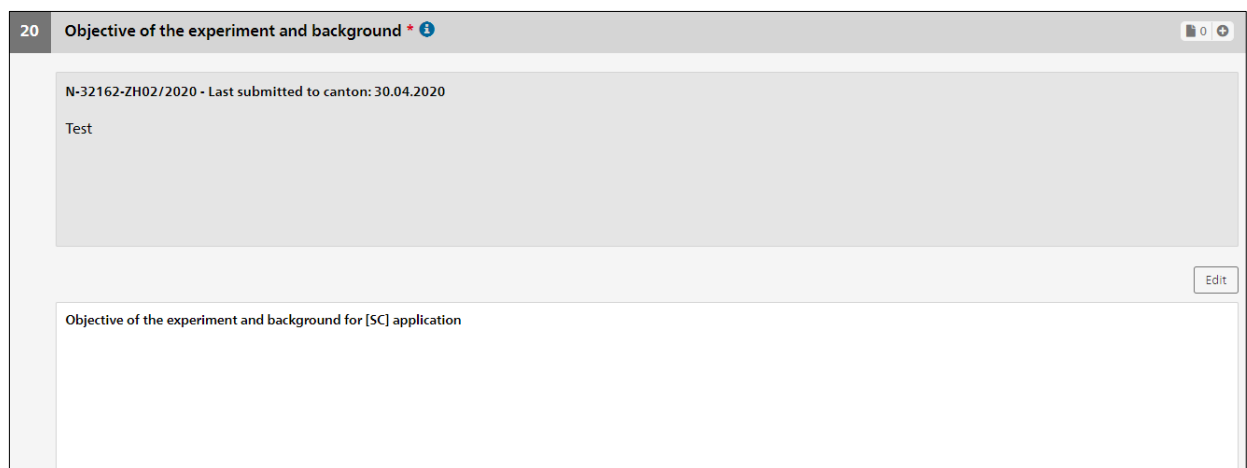 20 Objective of the experiment and background * i 0
N-32162-ZH02/2020 - Last submitted to canton: 30.04.2020
Test
Edit
Objective of the experiment and background for [SC] application